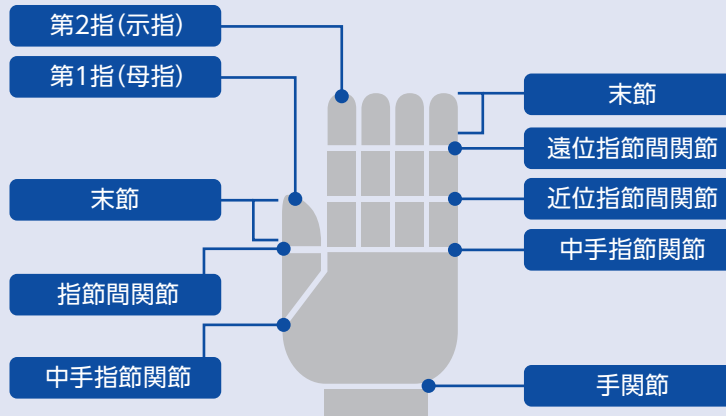 第2指(示指)
第1指(母指)
末節
指節間関節
中手指節関節
末節
遠位指節間関節
近位指節間関節
中手指節関節
手関節